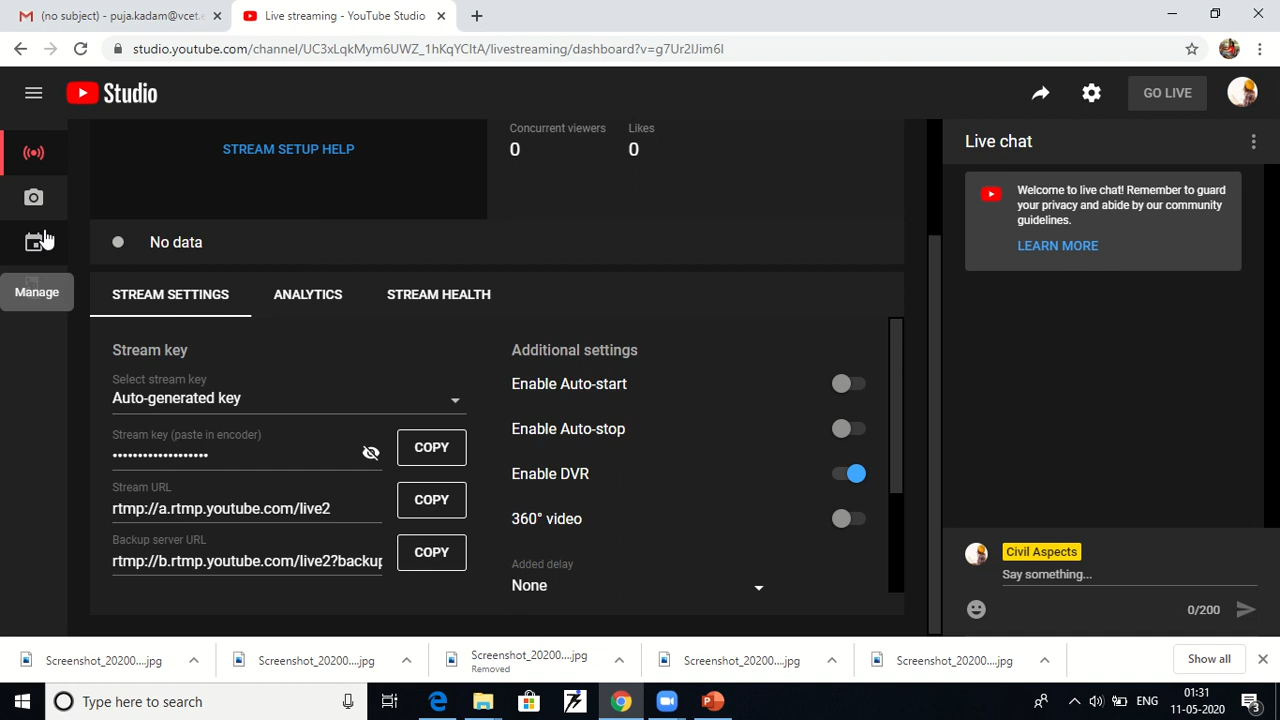 (no subject) - puja.kadam@vcet.e
Live streaming - YouTube Studio
studio.youtube.com/channel/UC3xLqkMym6UWZ_1hKqYCltA/livestreaming/dashboard?v=g7Ur2lJim6I
Studio
GO LIVE
STREAM SETUP HELP
Concurrent viewers
0
Likes
0
No data
Manage
STREAM SETTINGS
ANALYTICS
STREAM HEALTH
Stream key
Select stream key
Auto-generated key
Stream key (paste in encoder)
•••••••••••••••••••
COPY
Stream URL
rtmp://a.rtmp.youtube.com/live2
COPY
Backup server URL
rtmp://b.rtmp.youtube.com/live2?backup
COPY
Additional settings
Enable Auto-start
Enable Auto-stop
Enable DVR
360° video
Added delay
None
Live chat
Welcome to live chat! Remember to guard
your privacy and abide by our community
guidelines.
LEARN MORE
Civil Aspects
Say something...
0/200
Screenshot_20200....jpg
Screenshot_20200....jpg
Screenshot_20200....jpg
Removed
Screenshot_20200....jpg
Screenshot_20200....jpg
Show all
Type here to search
ENG
01:31
11-05-2020
3